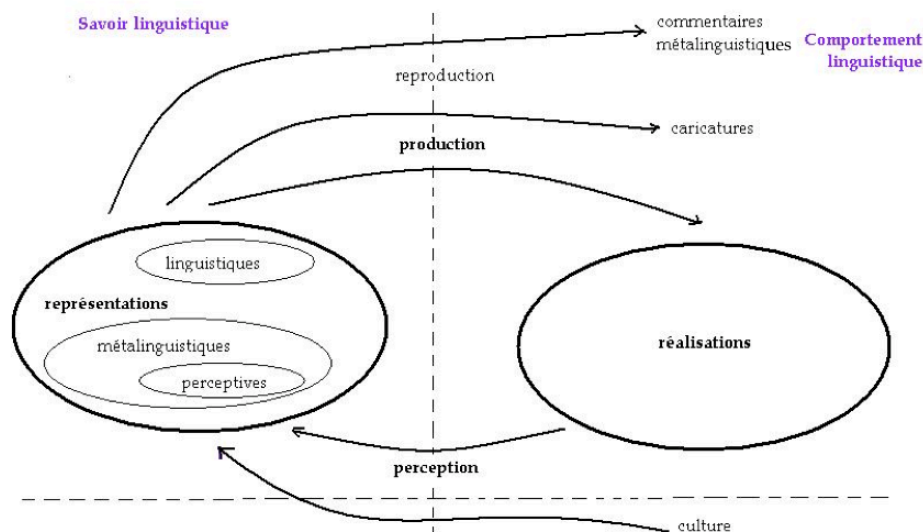 Savoir linguistique
commentaires
métalinguistiques
Comportement
linguistique
reproduction
caricatures
production
linguistiques
représentations
métalinguistiques
perceptives
réalisations
perception
culture